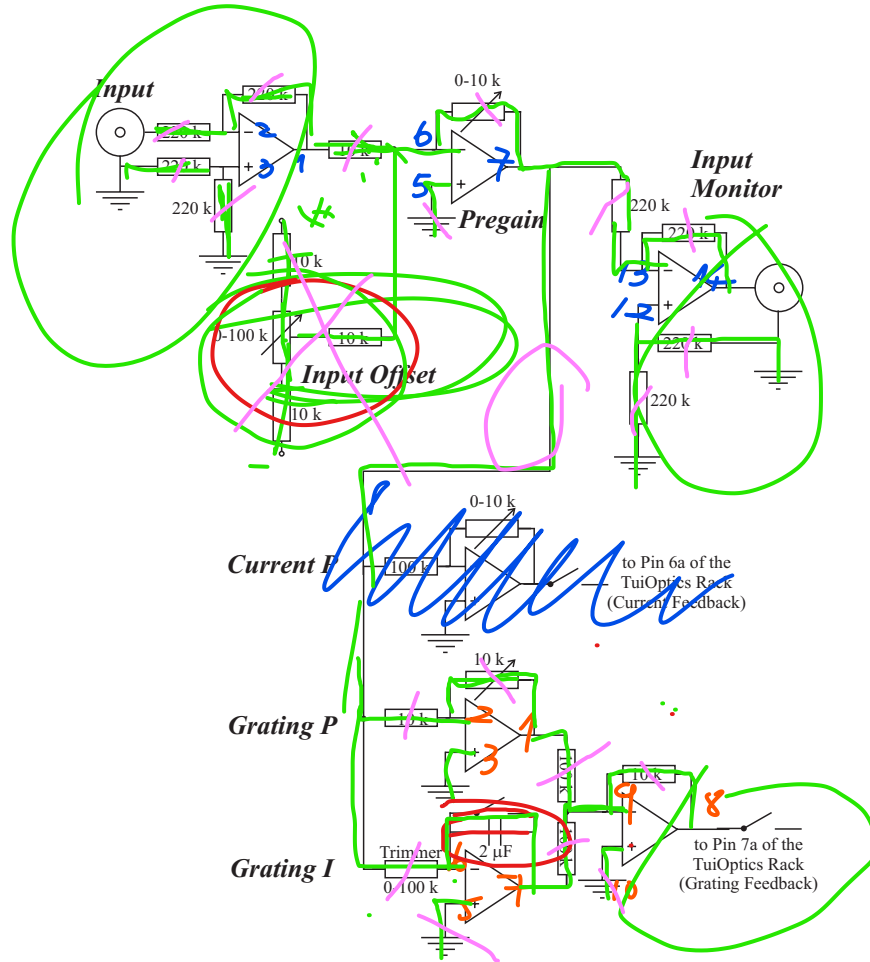 Input
220 k
220 k
220 k
220 k
2
3
1
10 k
0-10 k
6
5
7
Pregain
Input
Monitor
220 k
220 k
13
12
14
220 k
220 k
10 k
0-100 k
10 k
Input Offset
10 k
Current P
100 k
0-10 k
to Pin 6a of the
TuiOptics Rack
(Current Feedback)
Grating P
10 k
10 k
2
3
1
100 k
10 k
9
10
8
to Pin 7a of the
TuiOptics Rack
(Grating Feedback)
Grating I
Trimmer
0-100 k
2 µF
6
5
7